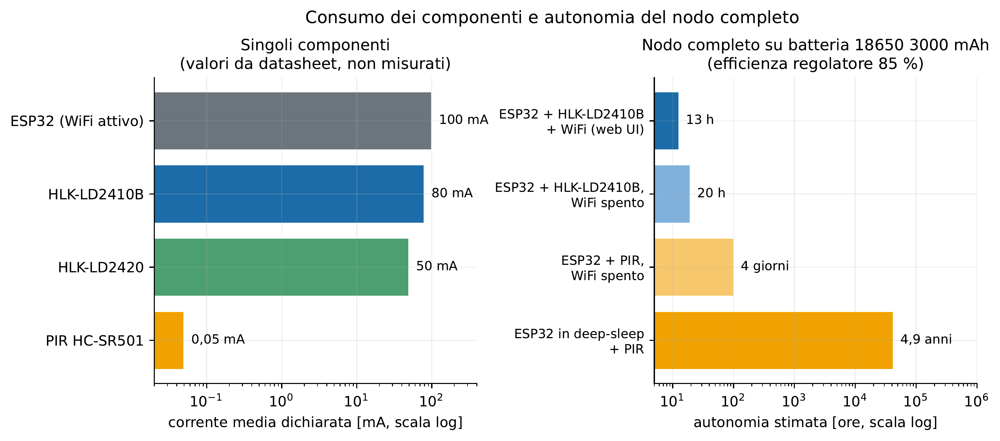 Consumo dei componenti e autonomia del nodo completo
Singoli componenti
(valori da datasheet, non misurati)
ESP32 (WiFi attivo)
100 mA
HLK-LD2410B
80 mA
HLK-LD2420
50 mA
PIR HC-SR501
0,05 mA
10⁻¹ 10⁰ 10¹ 10²
corrente media dichiarata [mA, scala log]
Nodo completo su batteria 18650 3000 mAh
(efficienza regolatore 85 %)
ESP32 + HLK-LD2410B
+ WiFi (web UI)
13 h
ESP32 + HLK-LD2410B,
WiFi spento
20 h
ESP32 + PIR,
WiFi spento
4 giorni
ESP32 in deep-sleep
+ PIR
4,9 anni
10¹ 10² 10³ 10⁴ 10⁵ 10⁶
autonomia stimata [ore, scala log]